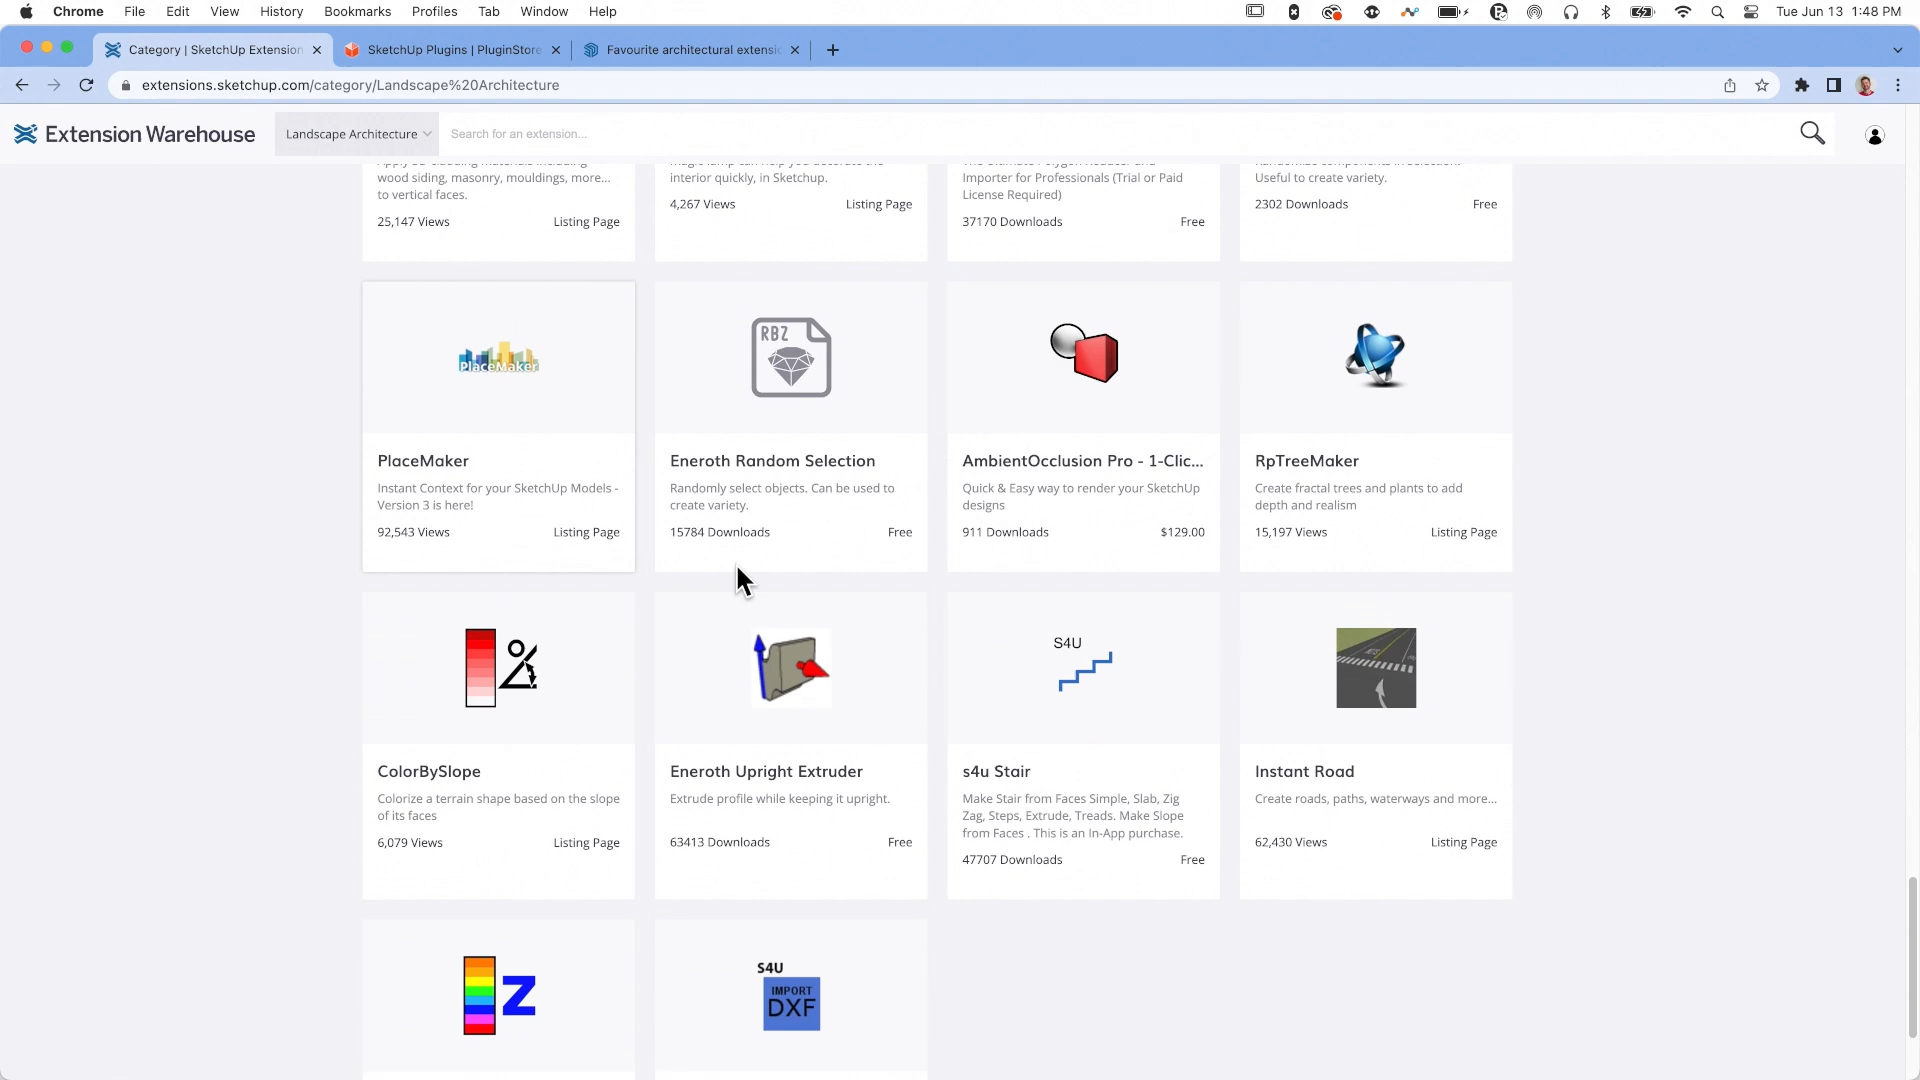 Chrome File Edit View History Bookmarks Profiles Tab Window Help Tue Jun 13 1:48 PM
Category | SketchUp Extension SketchUp Plugins | PluginStore Favourite architectural extensi
extensions.sketchup.com/category/Landscape%20Architecture
Extension Warehouse Landscape Architecture Search for an extension...
wood siding, masonry, mouldings, more...
to vertical faces.
25,147 Views Listing Page
interior quickly, in Sketchup.
4,267 Views Listing Page
Importer for Professionals (Trial or Paid
License Required)
37170 Downloads Free
Useful to create variety.
2302 Downloads Free
PlaceMaker
PlaceMaker
Instant Context for your SketchUp Models -
Version 3 is here!
92,543 Views Listing Page
RBZ
Eneroth Random Selection
Randomly select objects. Can be used to
create variety.
15784 Downloads Free
AmbientOcclusion Pro - 1-Clic...
Quick & Easy way to render your SketchUp
designs
911 Downloads $129.00
RpTreeMaker
Create fractal trees and plants to add
depth and realism
15,197 Views Listing Page
ColorBySlope
Colorize a terrain shape based on the slope
of its faces
6,079 Views Listing Page
Eneroth Upright Extruder
Extrude profile while keeping it upright.
63413 Downloads Free
S4U
s4u Stair
Make Stair from Faces Simple, Slab, Zig
Zag, Steps, Extrude, Treads. Make Slope
from Faces . This is an In-App purchase.
47707 Downloads Free
Instant Road
Create roads, paths, waterways and more...
62,430 Views Listing Page
Z
S4U
IMPORT
DXF